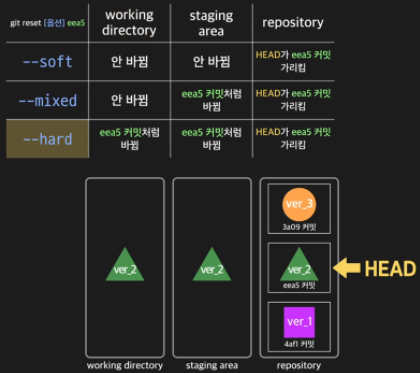 git reset [옵션] eea5
working directory
staging area
repository
--soft
안 바뀜
안 바뀜
HEAD가 eea5 커밋
가리킴
--mixed
안 바뀜
eea5 커밋처럼
바뀜
HEAD가 eea5 커밋
가리킴
--hard
eea5 커밋처럼
바뀜
eea5 커밋처럼
바뀜
HEAD가 eea5 커밋
가리킴
ver_3
3a09 커밋
ver_2
ver_2
ver_2
eea5 커밋
HEAD
ver_1
4af1 커밋
working directory
staging area
repository